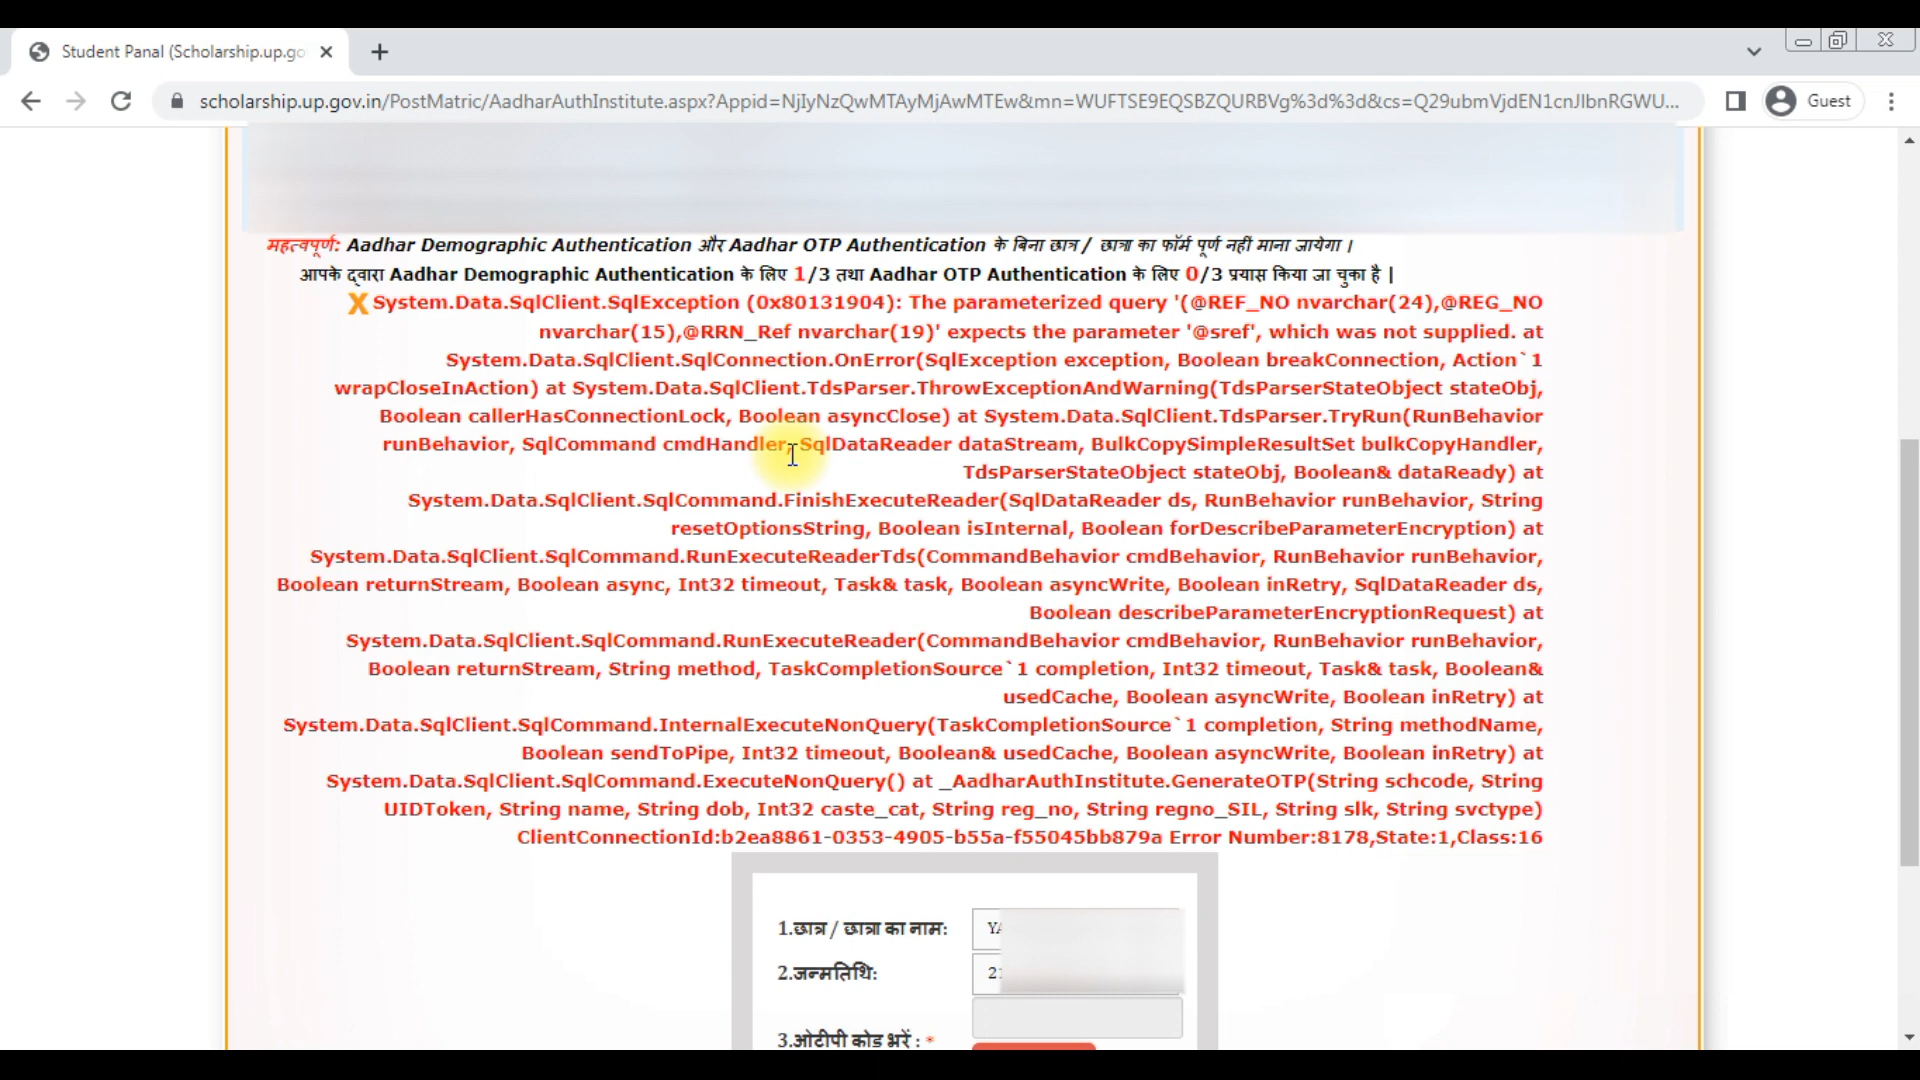 Student Panal (Scholarship.up.go
scholarship.up.gov.in/PostMatric/AadharAuthInstitute.aspx?Appid=NjIyNzQwMTAyMjAwMTEw&mn=WUFTSE9EQSBZQURBVg%3d%3d&cs=Q29ubmVjdEN1cnJlbnRGWU...
Guest
महत्वपूर्ण: Aadhar Demographic Authentication और Aadhar OTP Authentication के बिना छात्र / छात्रा का फॉर्म पूर्ण नहीं माना जायेगा ।
आपके द्वारा Aadhar Demographic Authentication के लिए 1/3 तथा Aadhar OTP Authentication के लिए 0/3 प्रयास किया जा चुका है |
X System.Data.SqlClient.SqlException (0x80131904): The parameterized query '(@REF_NO nvarchar(24),@REG_NO
nvarchar(15),@RRN_Ref nvarchar(19)' expects the parameter '@sref', which was not supplied. at
System.Data.SqlClient.SqlConnection.OnError(SqlException exception, Boolean breakConnection, Action`1
wrapCloseInAction) at System.Data.SqlClient.TdsParser.ThrowExceptionAndWarning(TdsParserStateObject stateObj,
Boolean callerHasConnectionLock, Boolean asyncClose) at System.Data.SqlClient.TdsParser.TryRun(RunBehavior
runBehavior, SqlCommand cmdHandler, SqlDataReader dataStream, BulkCopySimpleResultSet bulkCopyHandler,
TdsParserStateObject stateObj, Boolean& dataReady) at
System.Data.SqlClient.SqlCommand.FinishExecuteReader(SqlDataReader ds, RunBehavior runBehavior, String
resetOptionsString, Boolean isInternal, Boolean forDescribeParameterEncryption) at
System.Data.SqlClient.SqlCommand.RunExecuteReaderTds(CommandBehavior cmdBehavior, RunBehavior runBehavior,
Boolean returnStream, Boolean async, Int32 timeout, Task& task, Boolean asyncWrite, Boolean inRetry, SqlDataReader ds,
Boolean describeParameterEncryptionRequest) at
System.Data.SqlClient.SqlCommand.RunExecuteReader(CommandBehavior cmdBehavior, RunBehavior runBehavior,
Boolean returnStream, String method, TaskCompletionSource`1 completion, Int32 timeout, Task& task, Boolean&
usedCache, Boolean asyncWrite, Boolean inRetry) at
System.Data.SqlClient.SqlCommand.InternalExecuteNonQuery(TaskCompletionSource`1 completion, String methodName,
Boolean sendToPipe, Int32 timeout, Boolean& usedCache, Boolean asyncWrite, Boolean inRetry) at
System.Data.SqlClient.SqlCommand.ExecuteNonQuery() at _AadharAuthInstitute.GenerateOTP(String schcode, String
UIDToken, String name, String dob, Int32 caste_cat, String reg_no, String regno_SIL, String slk, String svctype)
ClientConnectionId:b2ea8861-0353-4905-b55a-f55045bb879a Error Number:8178,State:1,Class:16
1.छात्र / छात्रा का नाम: YA
2.जन्मतिथि: 21
3.ओटीपी कोड भरें : *